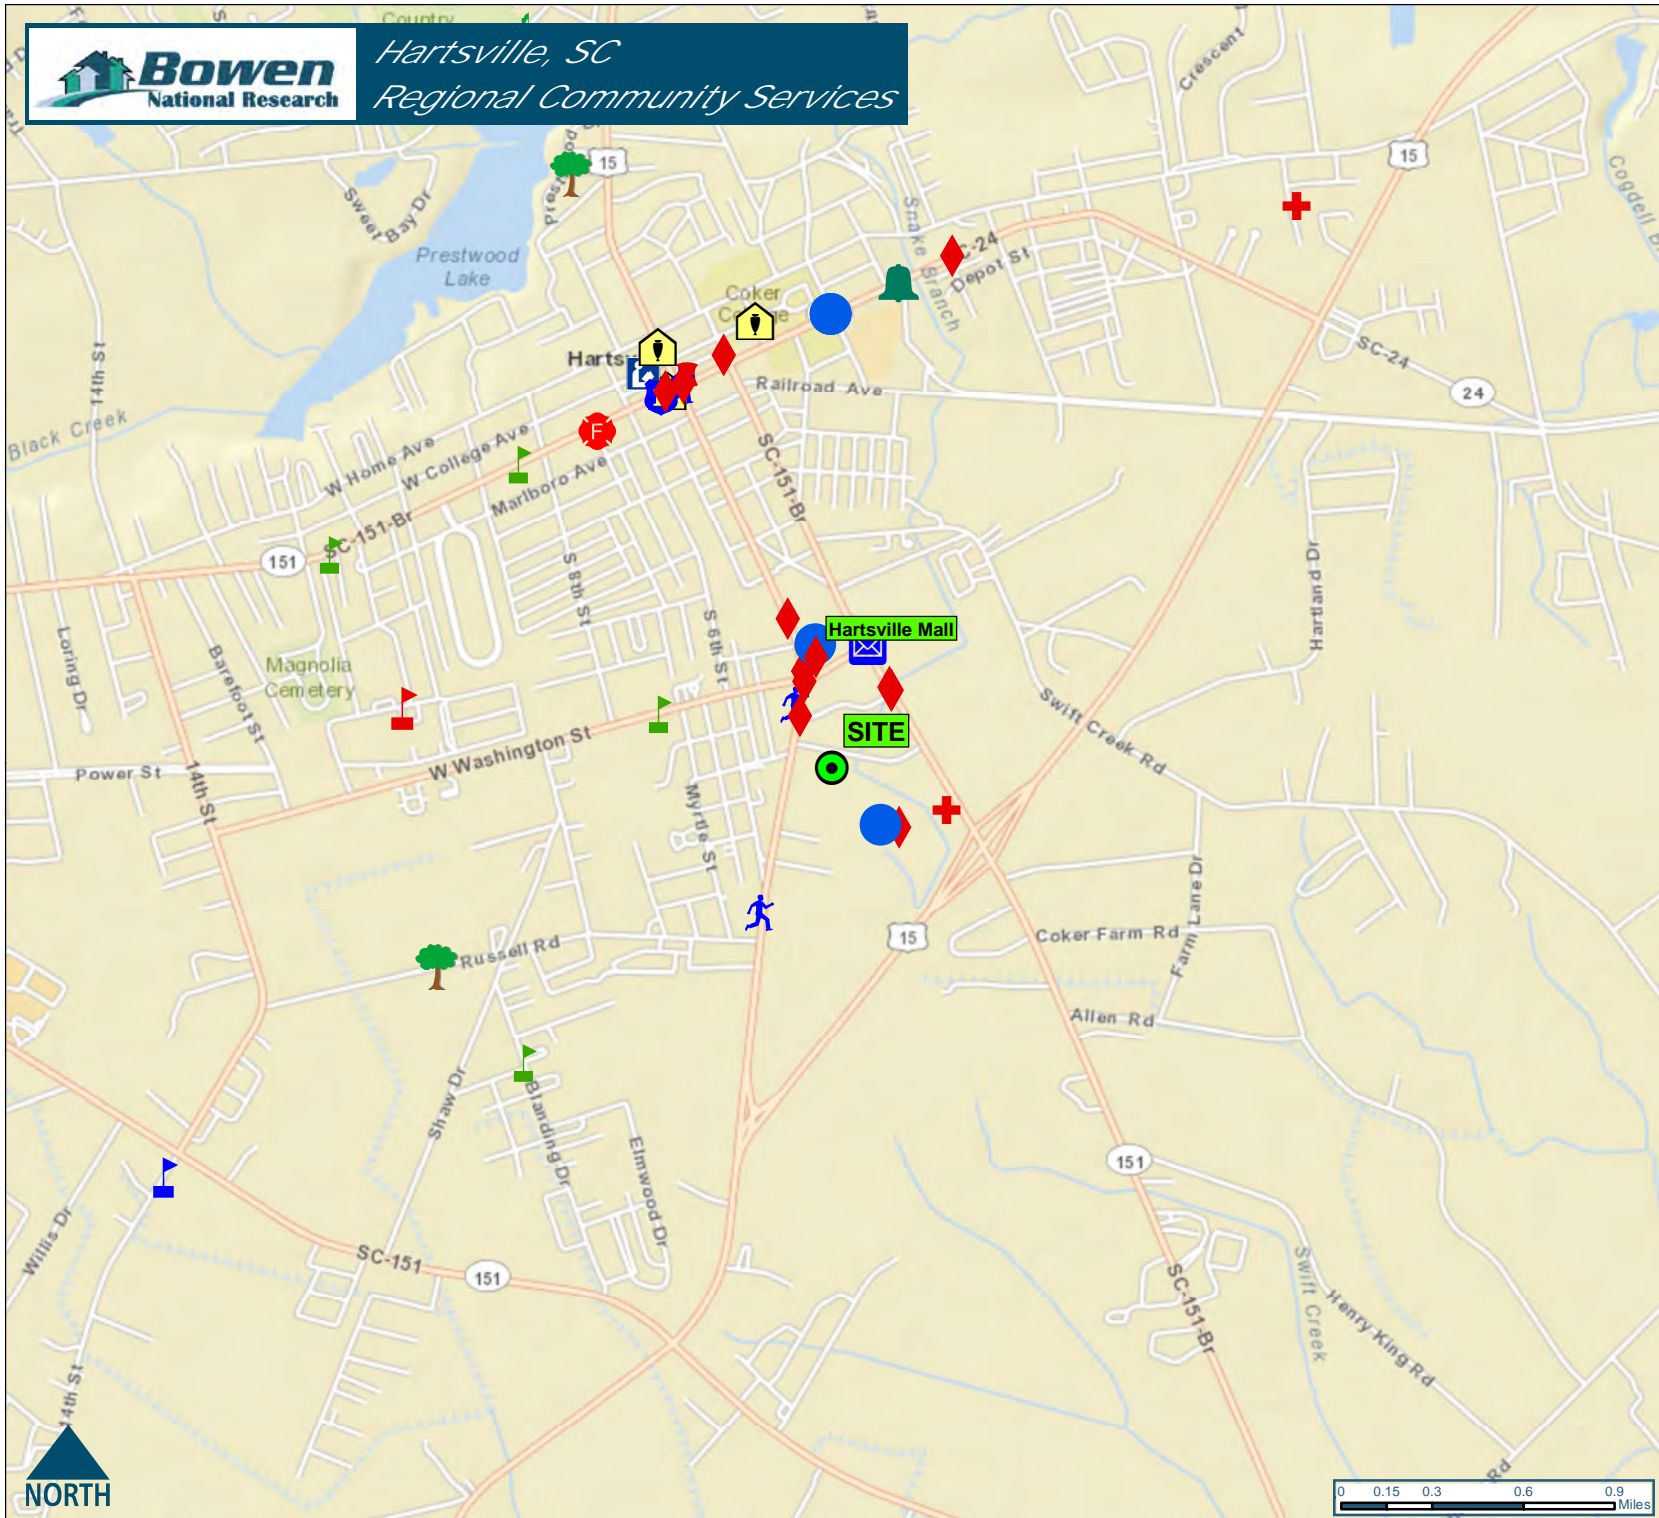 Country
Bowen
National Research
Hartsville, SC
Regional Community Services
Crescent
15
15
Sweet Bay Dr
Prestwood
Lake
Snake Branch
Cogdell
SC-24
Depot St
Coker
College
Railroad Ave
SC-24
24
14th St
Black Creek
W Home Ave
W College Ave
F
Marlboro Ave
SC-151-Br
SC-151-Br
151
S 8th St
S 6th St
Hartland Dr
Loring Dr
Barefoot St
Magnolia
Cemetery
Hartsville Mall
SITE
Swift Creek Rd
W Washington St
Power St
14th St
Myrtle St
Farm Lane Dr
15
Coker Farm Rd
Russell Rd
Allen Rd
Shaw Dr
Blanding Dr
Elmwood Dr
151
Willis Dr
SC-151
151
SC-151-Br
Swift Creek
Henry King Rd
14th St
Rd
NORTH
0 0.15 0.3 0.6 0.9
Miles